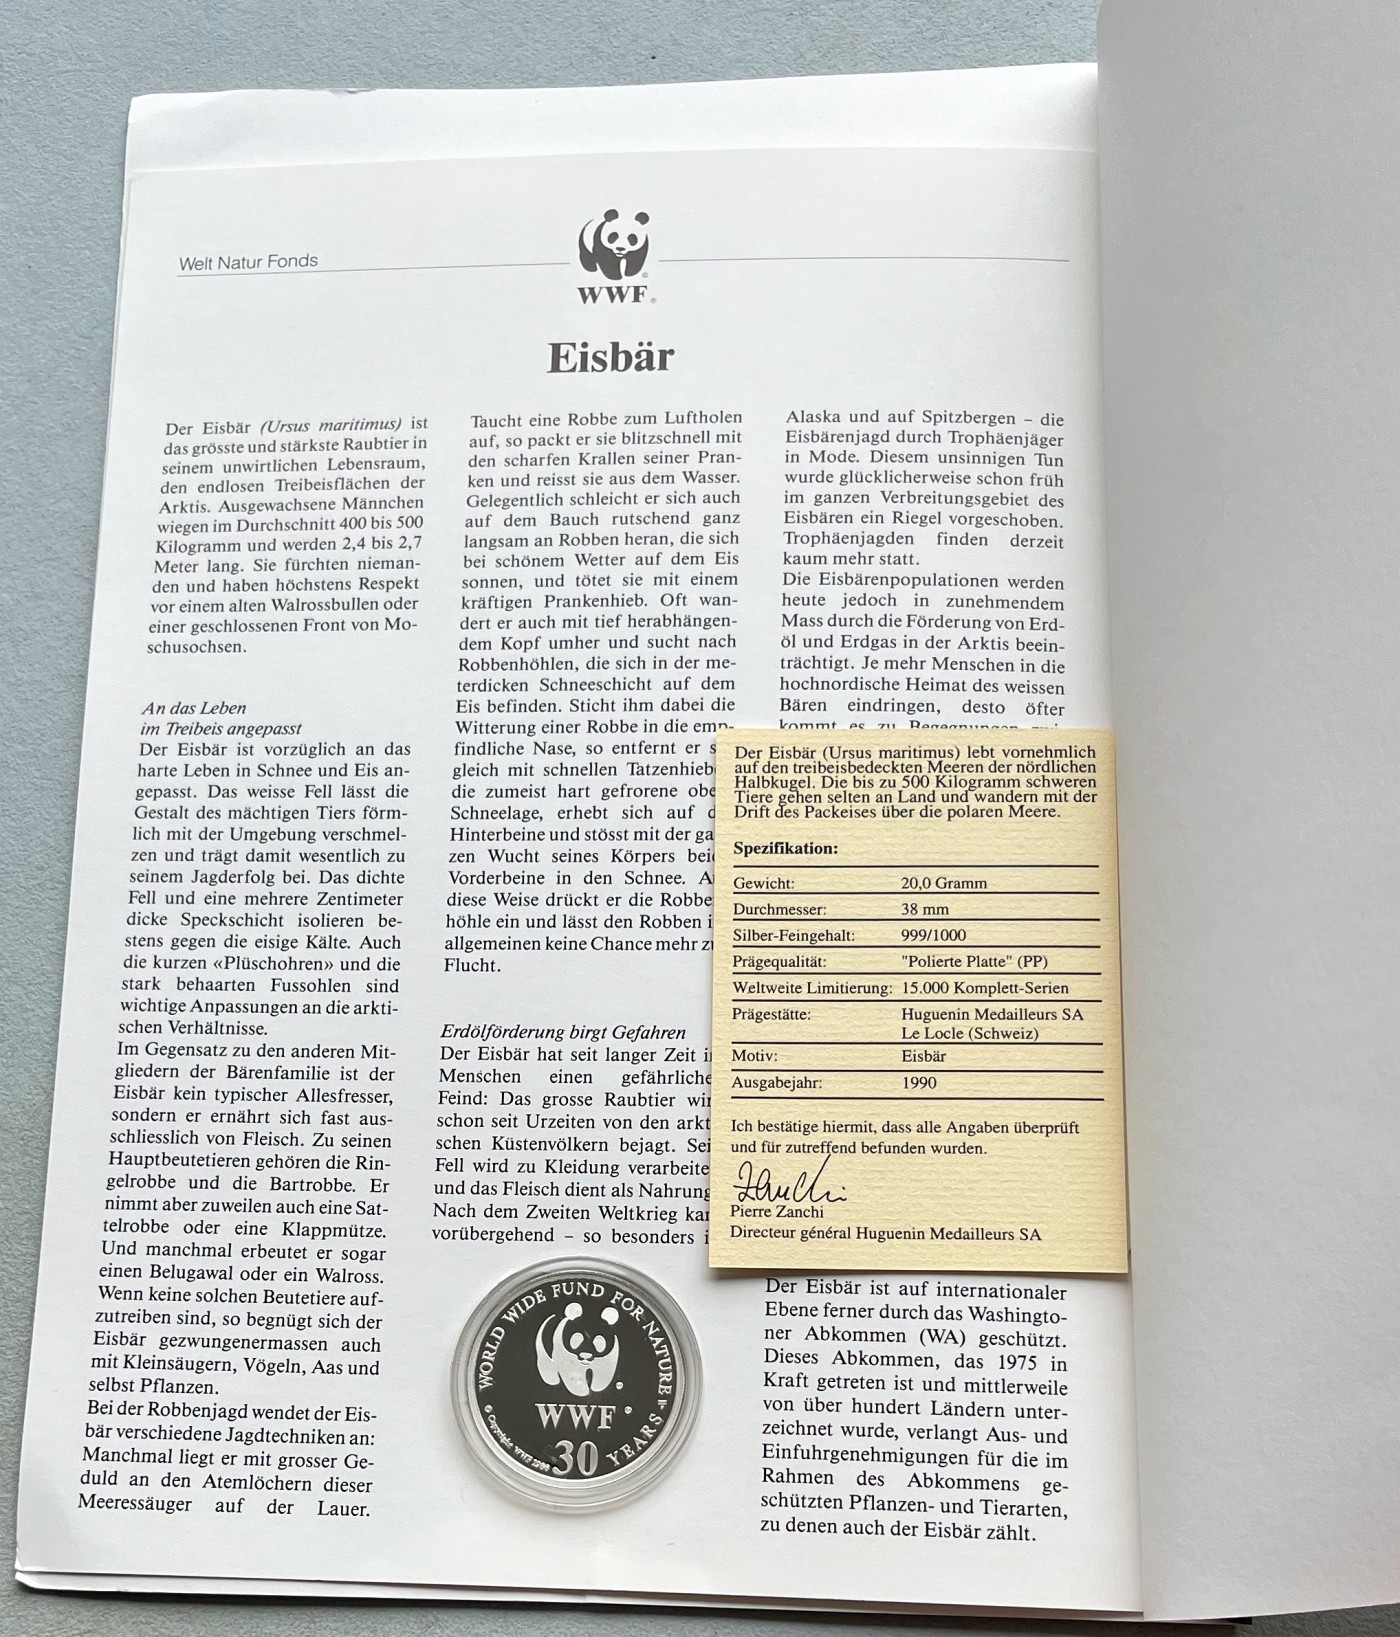 Welt Natur Fonds
WWF
Eisbär
Der Eisbär (Ursus maritimus) ist
das grösste und stärkste Raubtier in
seinem unwirtlichen Lebensraum,
den endlosen Treibeisflächen der
Arktis. Ausgewachsene Männchen
wiegen im Durchschnitt 400 bis 500
Kilogramm und werden 2,4 bis 2,7
Meter lang. Sie fürchten nieman-
den und haben höchstens Respekt
vor einem alten Walrossbullen oder
einer geschlossenen Front von Mo-
schusochsen.
An das Leben
im Treibeis angepasst
Der Eisbär ist vorzüglich an das
harte Leben in Schnee und Eis an-
gepasst. Das weisse Fell lässt die
Gestalt des mächtigen Tiers förm-
lich mit der Umgebung verschmel-
zen und trägt damit wesentlich zu
seinem Jagderfolg bei. Das dichte
Fell und eine mehrere Zentimeter
dicke Speckschicht isolieren be-
stens gegen die eisige Kälte. Auch
die kurzen «Plüschohren» und die
stark behaarten Fussohlen sind
wichtige Anpassungen an die arkti-
schen Verhältnisse.
Im Gegensatz zu den anderen Mit-
gliedern der Bärenfamilie ist der
Eisbär kein typischer Allesfresser,
sondern er ernährt sich fast aus-
schliesslich von Fleisch. Zu seinen
Hauptbeutetieren gehören die Rin-
gelrobbe und die Bartrobbe. Er
nimmt aber zuweilen auch eine Sat-
telrobbe oder eine Klappmütze.
Und manchmal erbeutet er sogar
einen Belugawal oder ein Walross.
Wenn keine solchen Beutetiere auf-
zutreiben sind, so begnügt sich der
Eisbär gezwungenermassen auch
mit Kleinsäugern, Vögeln, Aas und
selbst Pflanzen.
Bei der Robbenjagd wendet der Eis-
bär verschiedene Jagdtechniken an:
Manchmal liegt er mit grosser Ge-
duld an den Atemlöchern dieser
Meeressäuger auf der Lauer.
Taucht eine Robbe zum Luftholen
auf, so packt er sie blitzschnell mit
den scharfen Krallen seiner Pran-
ken und reisst sie aus dem Wasser.
Gelegentlich schleicht er sich auch
auf dem Bauch rutschend ganz
langsam an Robben heran, die sich
bei schönem Wetter auf dem Eis
sonnen, und tötet sie mit einem
kräftigen Prankenhieb. Oft wan-
dert er auch mit tief herabhängen-
dem Kopf umher und sucht nach
Robbenhöhlen, die sich in der me-
terdicken Schneeschicht auf dem
Eis befinden. Sticht ihm dabei die
Witterung einer Robbe in die emp-
findliche Nase, so entfernt er
gleich mit schnellen
die zumeist hart gefrorene
Schneelage, erhebt sich auf
Hinterbeine und stösst mit der
zen Wucht seines Körpers
Vorderbeine in den Schnee.
diese Weise drückt er die
höhle ein und lässt den Robben
allgemeinen keine Chance mehr
Flucht.
Erdölförderung birgt Gefahren
Der Eisbär hat seit langer Zeit
Menschen einen
Feind: Das grosse Raubtier
schon seit Urzeiten von den
schen Küstenvölkern bejagt.
Fell wird zu Kleidung
und das Fleisch dient als Nahrung
Nach dem Zweiten Weltkrieg
vorübergehend – so besonders
Alaska und auf Spitzbergen – die
Eisbärenjagd durch Trophäenjäger
in Mode. Diesem unsinnigen Tun
wurde glücklicherweise schon früh
im ganzen Verbreitungsgebiet des
Eisbären ein Riegel vorgeschoben.
Trophäenjagden finden derzeit
kaum mehr statt.
Die Eisbärenpopulationen werden
heute jedoch in zunehmendem
Mass durch die Förderung von Erd-
öl und Erdgas in der Arktis beein-
trächtigt. Je mehr Menschen in die
hochnordische Heimat des weissen
Bären eindringen, desto öfter
kommt es zu
Der Eisbär ist auf internationaler
Ebene ferner durch das Washingto-
ner Abkommen (WA) geschützt.
Dieses Abkommen, das 1975 in
Kraft getreten ist und mittlerweile
von über hundert Ländern unter-
zeichnet wurde, verlangt Aus- und
Einfuhrgenehmigungen für die im
Rahmen des Abkommens ge-
schützten Pflanzen- und Tierarten,
zu denen auch der Eisbär zählt.
Der Eisbär (Ursus maritimus) lebt vornehmlich
auf den treibeisbedeckten Meeren der nördlichen
Halbkugel. Die bis zu 500 Kilogramm schweren
Tiere gehen selten an Land und wandern mit der
Drift des Packeises über die polaren Meere.
Spezifikation:
Gewicht: 20,0 Gramm
Durchmesser: 38 mm
Silber-Feingehalt: 999/1000
Prägequalität: "Polierte Platte" (PP)
Weltweite Limitierung: 15.000 Komplett-Serien
Prägestätte: Huguenin Medailleurs SA
Le Locle (Schweiz)
Motiv: Eisbär
Ausgabejahr: 1990
Ich bestätige hiermit, dass alle Angaben überprüft
und für zutreffend befunden wurden.
Zanchi
Pierre Zanchi
Directeur général Huguenin Medailleurs SA
WORLD WIDE FUND FOR NATURE
WWF
30 YEARS
Copyright WWF 1986